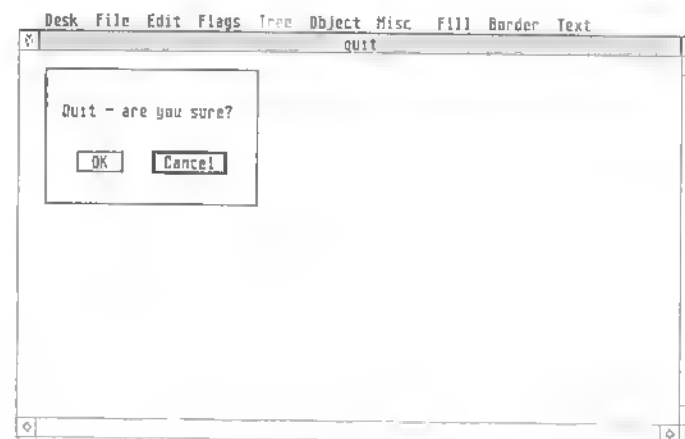 Desk File Edit Flags Tree Object Misc Fill Border Text
quit
Quit - are you sure?
OK Cancel